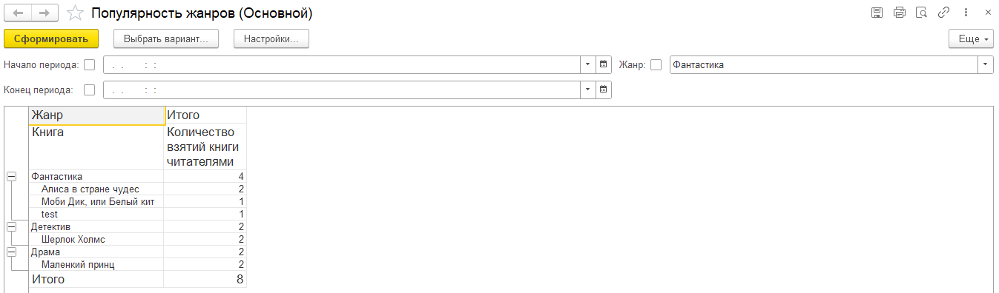 Популярность жанров (Основной)
Сформировать Выбрать вариант... Настройки... Еще
Начало периода: . . : : Жанр: Фантастика
Конец периода: . . : :
Жанр Итого
Книга Количество
взятий книги
читателями
Фантастика 4
Алиса в стране чудес 2
Моби Дик, или Белый кит 1
test 1
Детектив 2
Шерлок Холмс 2
Драма 2
Маленкий принц 2
Итого 8